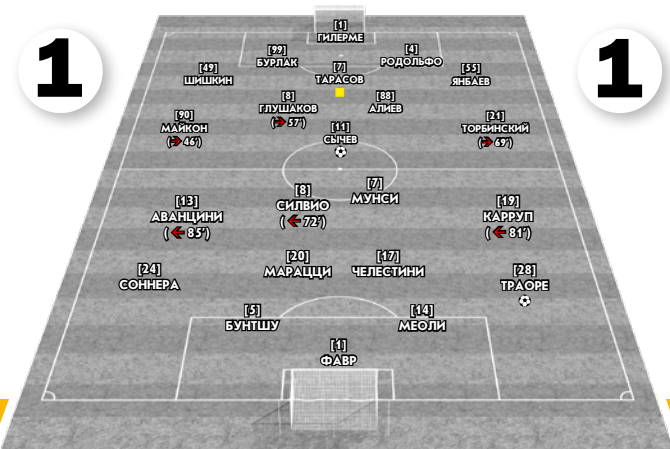 1
1
[1]
ГИЛЕРМЕ
[99]
БУРЛАК
[4]
РОДОЛЬФО
[49]
ШИШКИН
[7]
ТАРАСОВ
[55]
ЯНБАЕВ
[8]
ГЛУШАКОВ
(57')
[88]
АЛИЕВ
[90]
МАЙКОН
(46')
[11]
СЫЧЕВ
[21]
ТОРБИНСКИЙ
(69')
[13]
АВАНЦИНИ
(85')
[8]
СИЛВИО
(72')
[7]
МУНСИ
[19]
КАРРУП
(81')
[24]
СОННЕРА
[20]
МАРАЦЦИ
[17]
ЧЕЛЕСТИНИ
[28]
ТРАОРЕ
[5]
БУНТШУ
[14]
МЕОЛИ
[1]
ФАВР